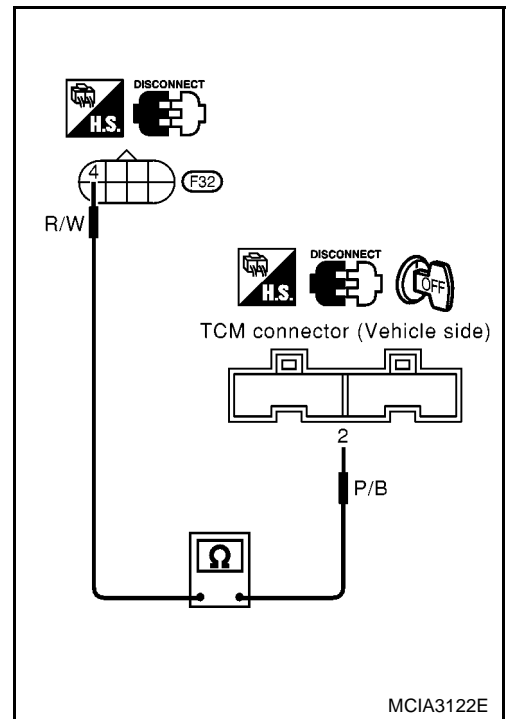 DISCONNECT
H.S.
4
F32
R/W
DISCONNECT
H.S.
OFF
TCM connector (Vehicle side)
2
P/B
Ω
MCIA3122E